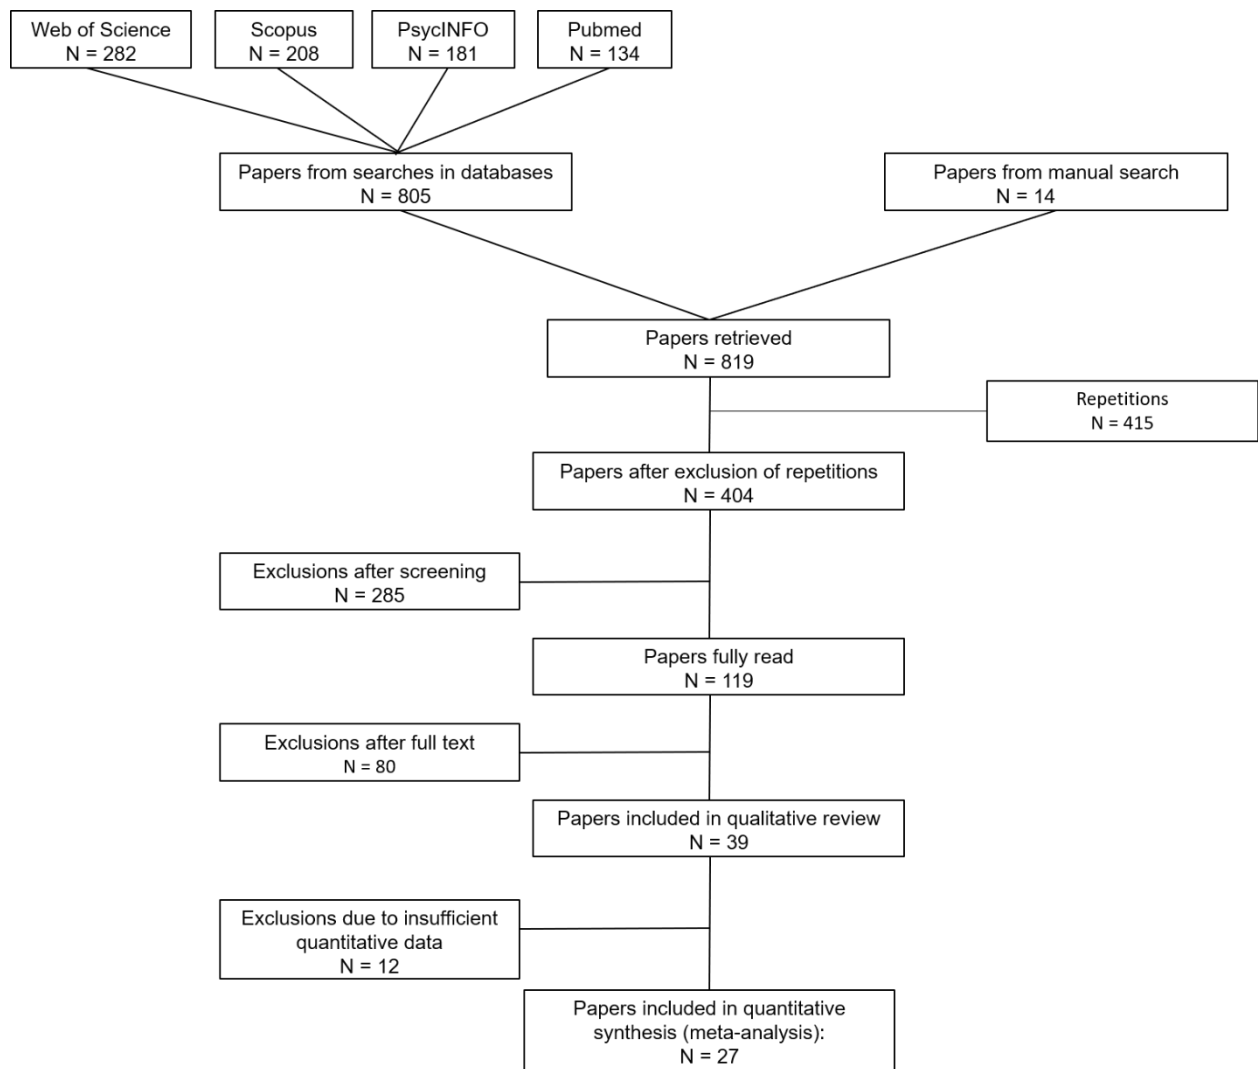 Web of Science
N = 282
Scopus
N = 208
PsycINFO
N = 181
Pubmed
N = 134
Papers from searches in databases
N = 805
Papers from manual search
N = 14
Papers retrieved
N = 819
Repetitions
N = 415
Papers after exclusion of repetitions
N = 404
Exclusions after screening
N = 285
Papers fully read
N = 119
Exclusions after full text
N = 80
Papers included in qualitative review
N = 39
Exclusions due to insufficient
quantitative data
N = 12
Papers included in quantitative
synthesis (meta-analysis):
N = 27